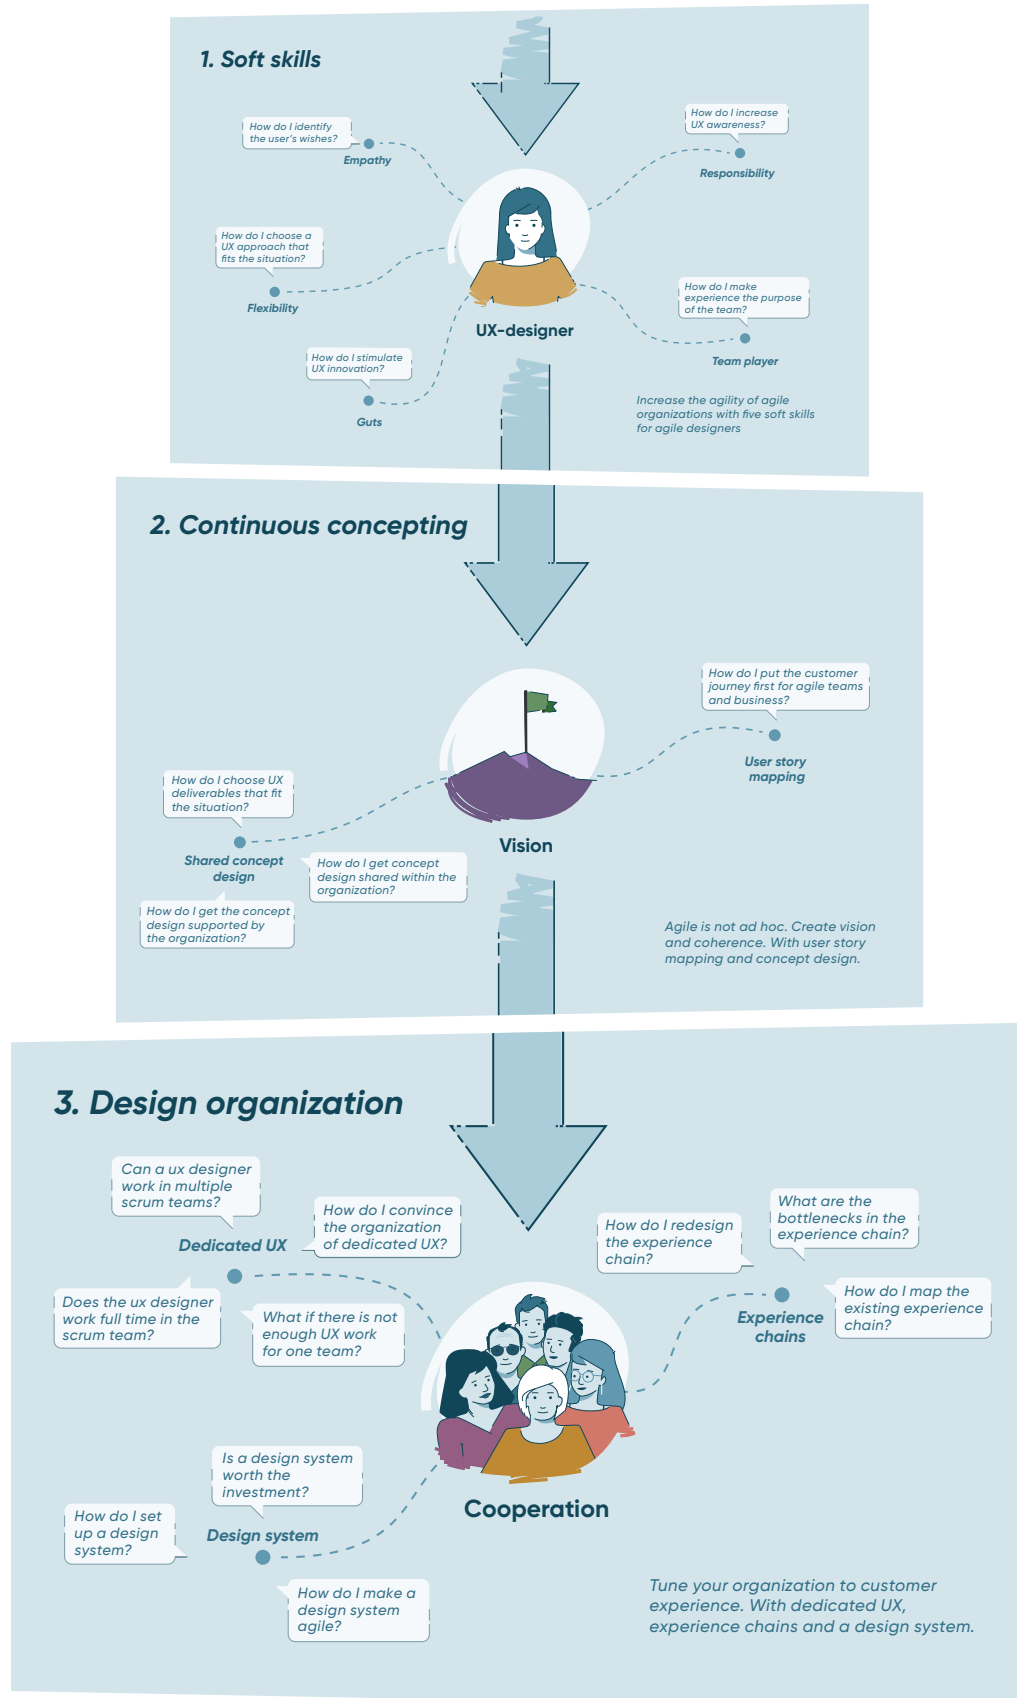 1. Soft skills
How do I identify
the user's wishes?
Empathy
How do I increase
UX awareness?
Responsibility
How do I choose a
UX approach that
fits the situation?
Flexibility
How do I make
experience the purpose
of the team?
Team player
UX-designer
How do I stimulate
UX innovation?
Guts
Increase the agility of agile
organizations with five soft skills
for agile designers
2. Continuous concepting
How do I put the customer
journey first for agile teams
and business?
User story
mapping
How do I choose UX
deliverables that fit
the situation?
Shared concept
design
How do I get concept
design shared within the
organization?
How do I get the concept
design supported by
the organization?
Vision
Agile is not ad hoc. Create vision
and coherence. With user story
mapping and concept design.
3. Design organization
Can a ux designer
work in multiple
scrum teams?
How do I convince
the organization
of dedicated UX?
Dedicated UX
Does the ux designer
work full time in the
scrum team?
What if there is not
enough UX work
for one team?
How do I redesign
the experience
chain?
What are the
bottlenecks in the
experience chain?
How do I map the
existing experience
chain?
Experience
chains
Is a design system
worth the
investment?
How do I set
up a design
system?
Design system
How do I make a
design system
agile?
Cooperation
Tune your organization to customer
experience. With dedicated UX,
experience chains and a design system.